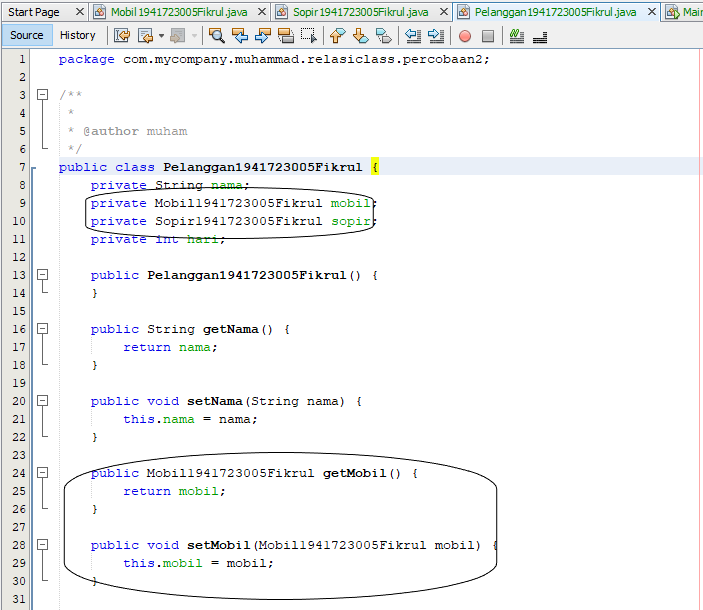 Start Page Mobil1941723005Fikrul.java Sopir1941723005Fikrul.java Pelanggan1941723005Fikrul.java
Source History
1 package com.mycompany.muhammad.relasiclass.percobaan2;
2
3 /**
4 *
5 * @author muham
6 */
7 public class Pelanggan1941723005Fikrul {
8 private String nama;
9 private Mobil1941723005Fikrul mobil;
10 private Sopir1941723005Fikrul sopir;
11 private int hari;
12
13 public Pelanggan1941723005Fikrul() {
14 }
15
16 public String getNama() {
17 return nama;
18 }
19
20 public void setNama(String nama) {
21 this.nama = nama;
22 }
23
24 public Mobil1941723005Fikrul getMobil() {
25 return mobil;
26 }
27
28 public void setMobil(Mobil1941723005Fikrul mobil) {
29 this.mobil = mobil;
30 }
31